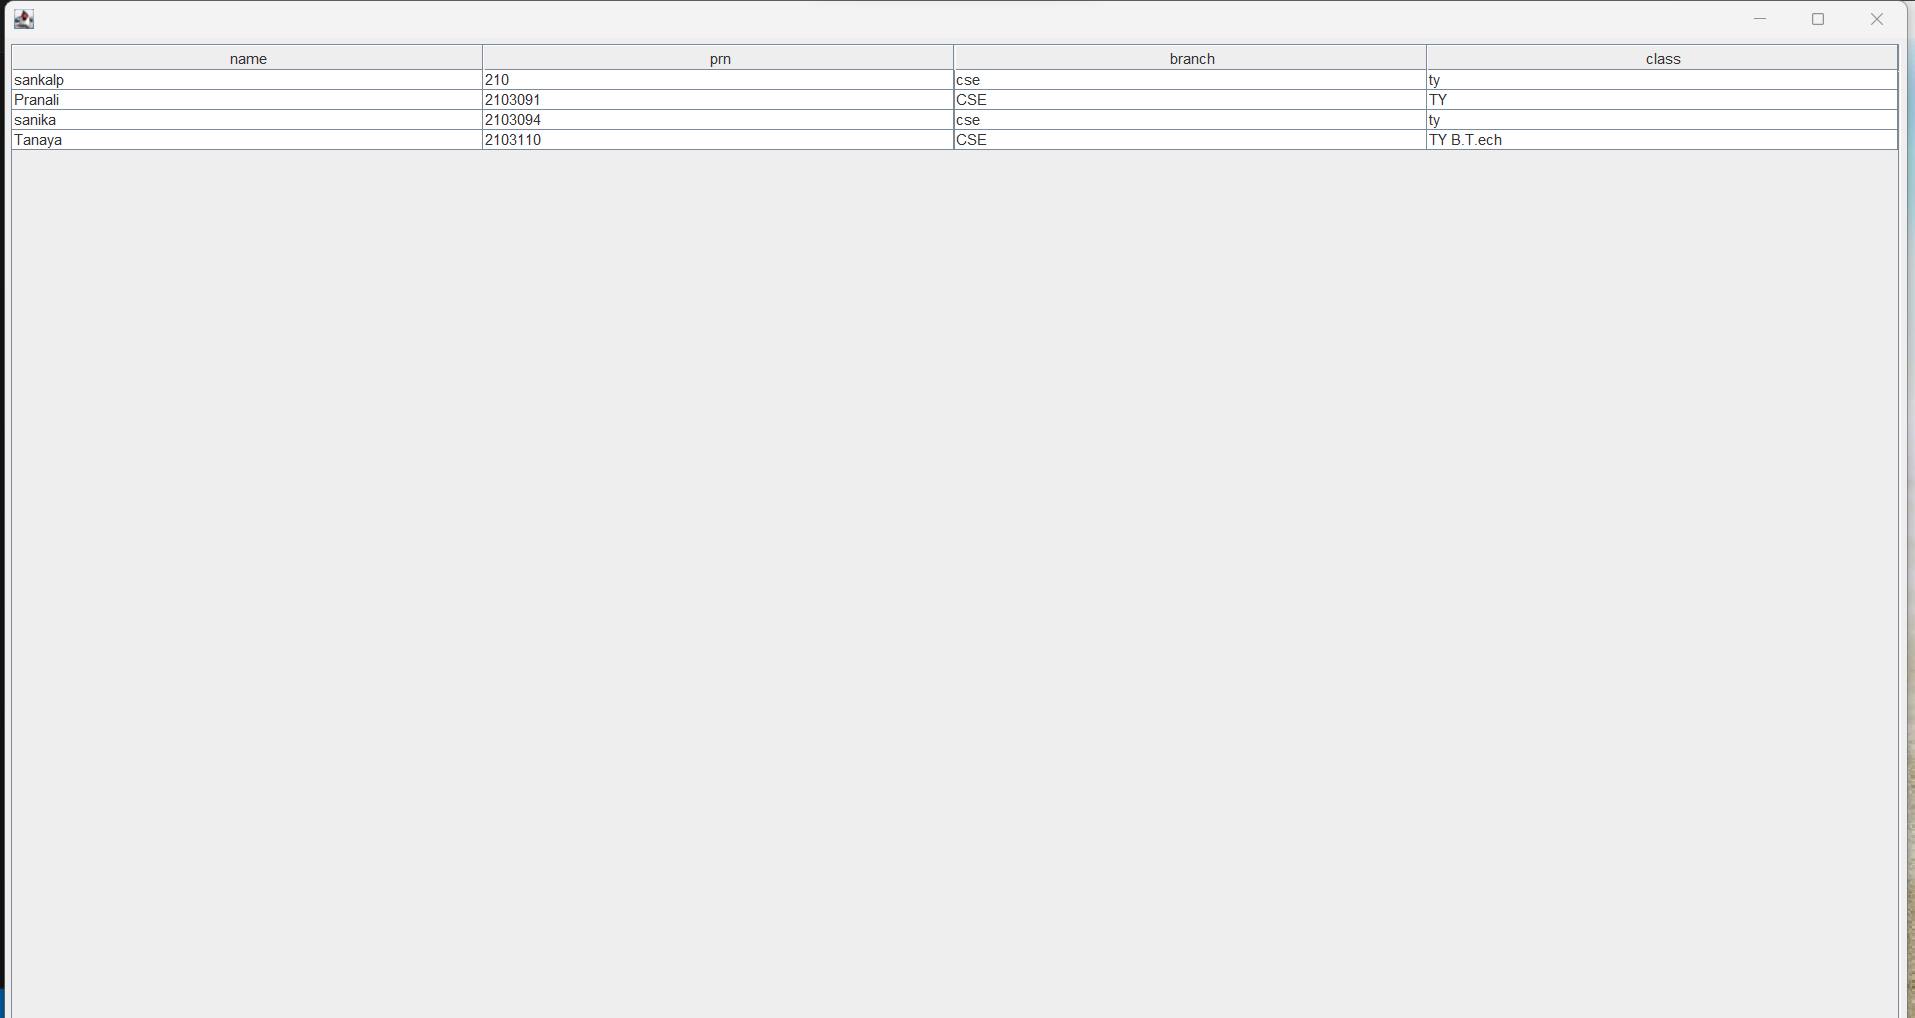 name prn branch class
sankalp 210 cse ty
Pranali 2103091 CSE TY
sanika 2103094 cse ty
Tanaya 2103110 CSE TY B.T.ech